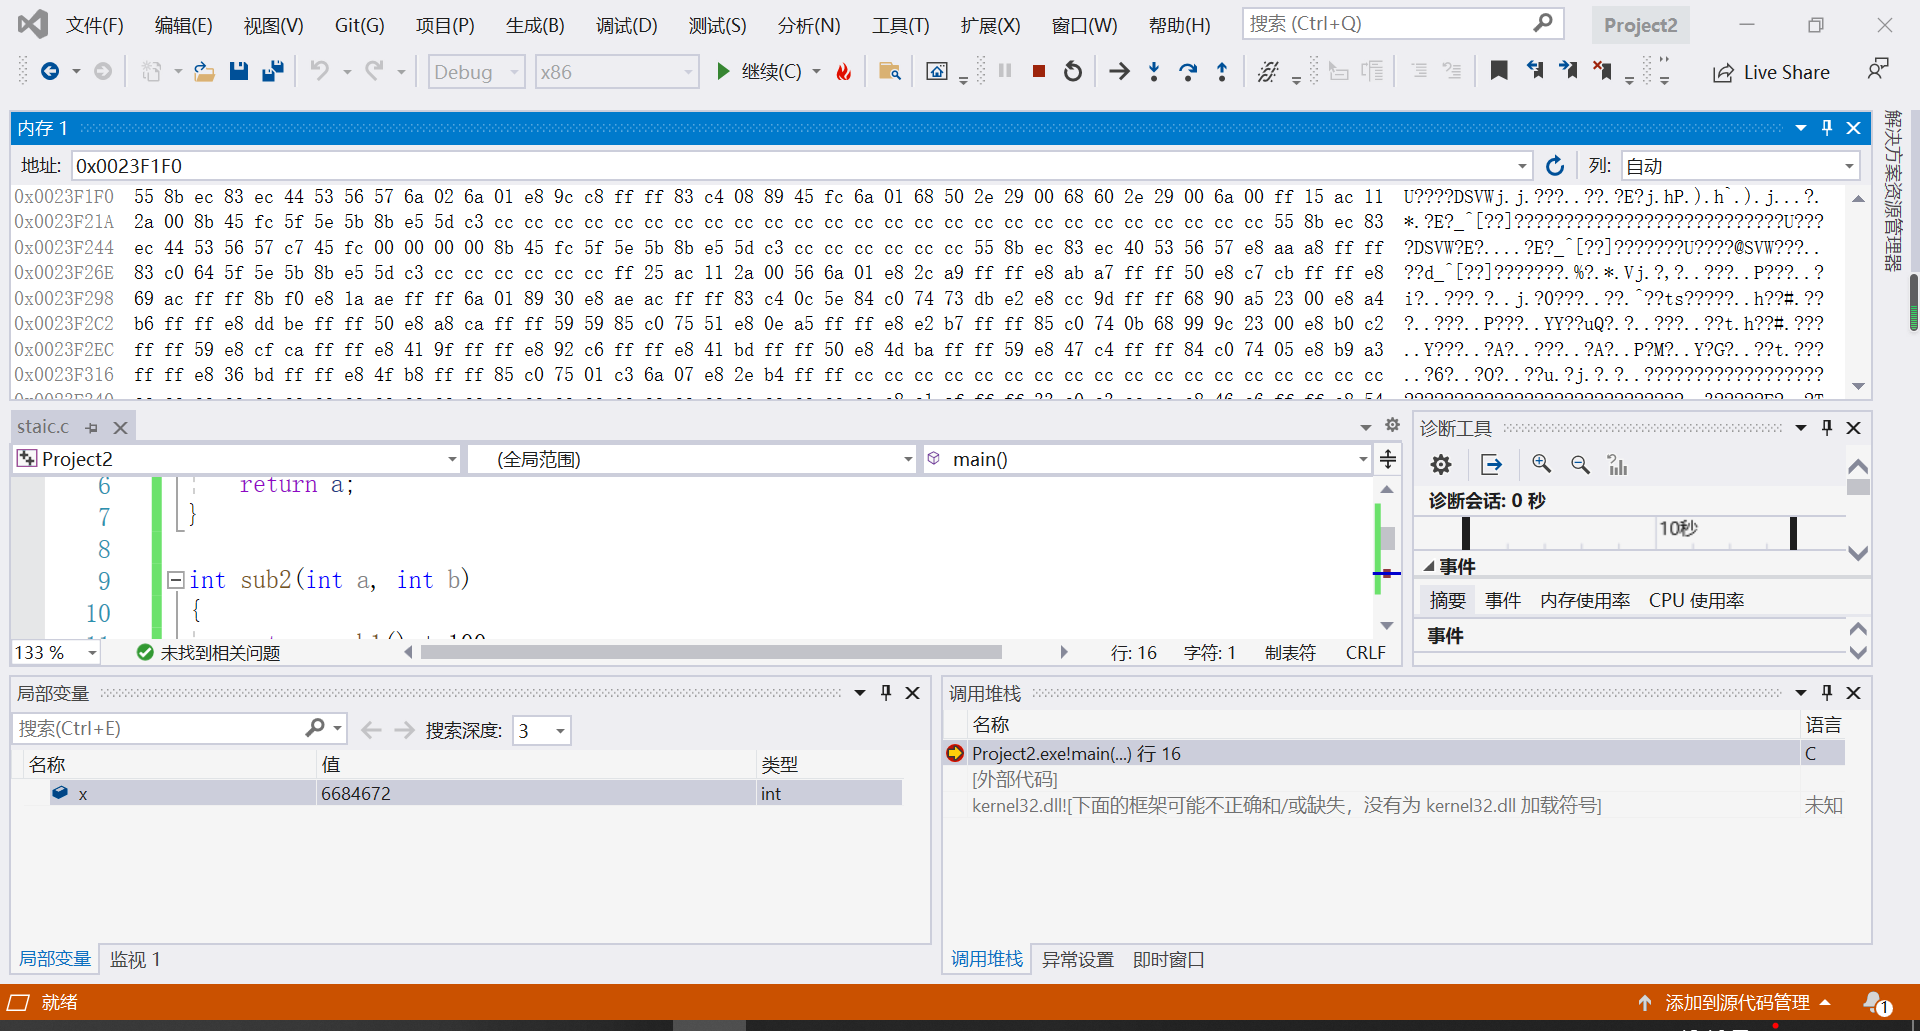 文件(F) 编辑(E) 视图(V) Git(G) 项目(P) 生成(B) 调试(D) 测试(S) 分析(N) 工具(T) 扩展(X) 窗口(W) 帮助(H) 搜索 (Ctrl+Q) Project2
Debug x86 继续(C) Live Share
内存 1
地址: 0x0023F1F0 列: 自动
0x0023F1F0 55 8b ec 83 ec 44 53 56 57 6a 02 6a 01 e8 9c c8 ff ff 83 c4 08 89 45 fc 6a 01 68 50 2e 29 00 68 60 2e 29 00 6a 00 ff 15 ac 11 U????DSVWj.j.???..??.?E?j.hP.).h`.).j...?.
0x0023F21A 2a 00 8b 45 fc 5f 5e 5b 8b e5 5d c3 cc cc cc cc cc cc cc cc cc cc cc cc cc cc cc cc cc cc cc cc cc cc cc cc cc cc 55 8b ec 83 *.?E?_^[??]???????????????????????????U???
0x0023F244 ec 44 53 56 57 c7 45 fc 00 00 00 00 8b 45 fc 5f 5e 5b 8b e5 5d c3 cc cc cc cc cc cc 55 8b ec 83 ec 40 53 56 57 e8 aa a8 ff ff ?DSVW?E?....?E?_^[??]???????U????@SVW???..
0x0023F26E 83 c0 64 5f 5e 5b 8b e5 5d c3 cc cc cc cc cc cc ff 25 ac 11 2a 00 56 6a 01 e8 2c a9 ff ff e8 ab a7 ff ff 50 e8 c7 cb ff ff e8 ??d_^[??]???????.%?.*.Vj.?,?..???..P???..?
0x0023F298 69 ac ff ff 8b f0 e8 1a ae ff ff 6a 01 89 30 e8 ae ac ff ff 83 c4 0c 5e 84 c0 74 73 db e2 e8 cc 9d ff ff 68 90 a5 23 00 e8 a4 i?..???.?..j.?0???..??.^??ts?????..h??#.??
0x0023F2C2 b6 ff ff e8 dd be ff ff 50 e8 a8 ca ff ff 59 59 85 c0 75 51 e8 0e a5 ff ff e8 e2 b7 ff ff 85 c0 74 0b 68 99 9c 23 00 e8 b0 c2 ?..???..P???..YY??uQ?.?..???..??t.h??#.???
0x0023F2EC ff ff 59 e8 cf ca ff ff e8 41 9f ff ff e8 92 c6 ff ff e8 41 bd ff ff 50 e8 4d ba ff ff 59 e8 47 c4 ff ff 84 c0 74 05 e8 b9 a3 ..Y???..?A?..???..?A?..P?M?..Y?G?..??t.???
0x0023F316 ff ff e8 36 bd ff ff e8 4f b8 ff ff 85 c0 75 01 c3 6a 07 e8 2e b4 ff ff cc cc cc cc cc cc cc cc cc cc cc cc cc cc cc cc cc cc ..?6?..?O?..??u.?j.?.?..??????????????????
staic.c
Project2 (全局范围) main()
6 return a;
7 }
8
9 int sub2(int a, int b)
10 {
133 % 未找到相关问题 行: 16 字符: 1 制表符 CRLF
诊断工具
诊断会话: 0 秒
10秒
事件
摘要 事件 内存使用率 CPU 使用率
事件
解决方案资源管理器
局部变量
搜索(Ctrl+E) 搜索深度: 3
名称 值 类型
x 6684672 int
局部变量 监视 1
调用堆栈
名称 语言
Project2.exe!main(...) 行 16 C
[外部代码]
kernel32.dll![下面的框架可能不正确和/或缺失，没有为 kernel32.dll 加载符号] 未知
调用堆栈 异常设置 即时窗口
就绪 添加到源代码管理 1